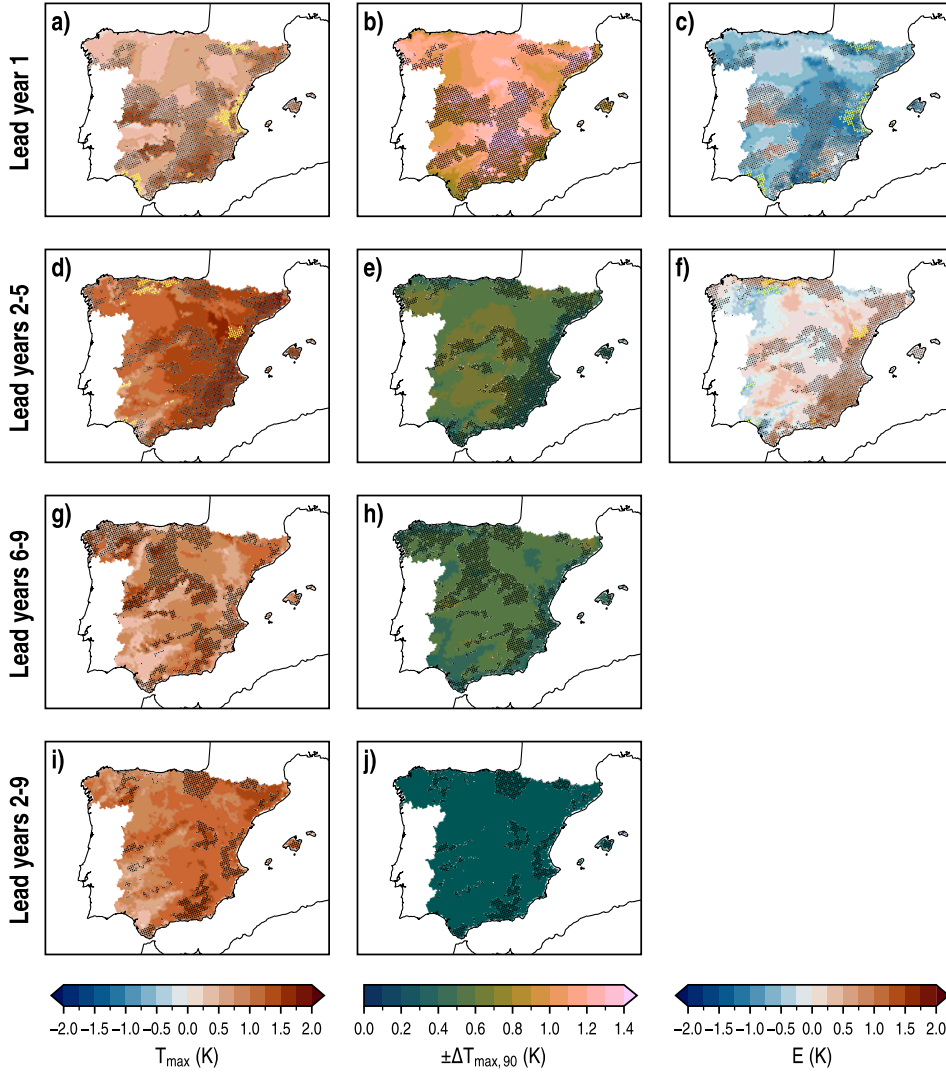 a) b) c)
Lead year 1
d) e) f)
Lead years 2-5
g) h)
Lead years 6-9
i) j)
Lead years 2-9
−2.0 −1.5 −1.0 −0.5 0.0 0.5 1.0 1.5 2.0
T_max (K)
0.0 0.2 0.4 0.6 0.8 1.0 1.2 1.4
±ΔT_max, 90 (K)
−2.0 −1.5 −1.0 −0.5 0.0 0.5 1.0 1.5 2.0
E (K)